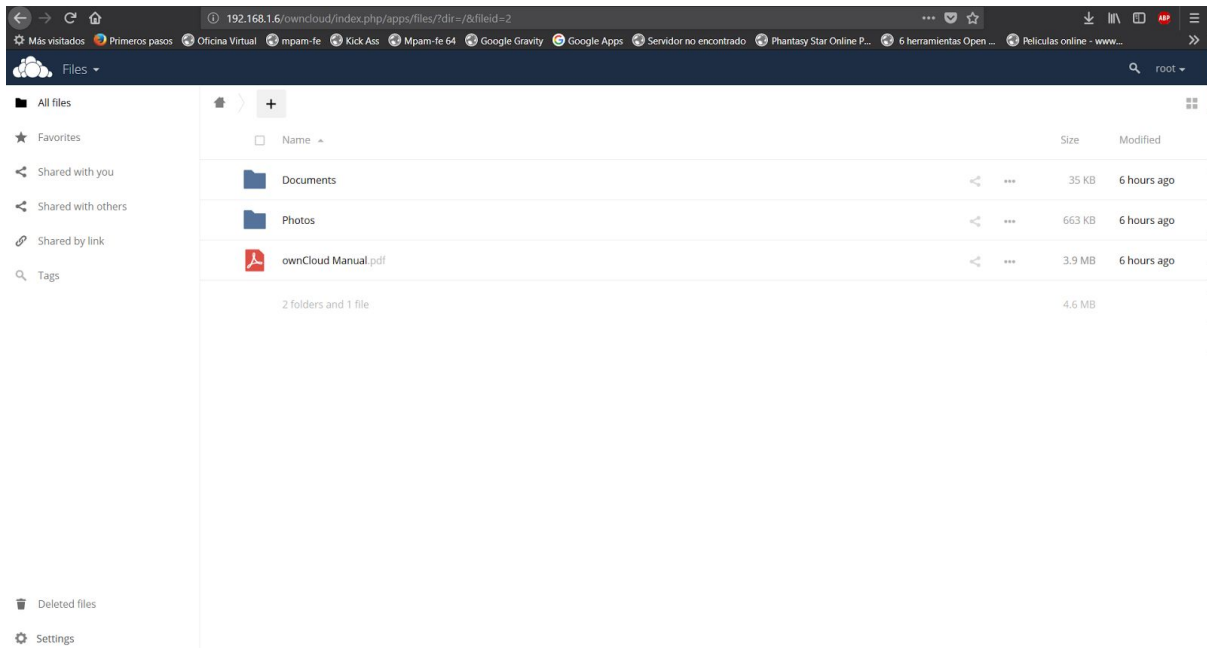 192.168.1.6/owncloud/index.php/apps/files/?dir=/&fileid=2
Más visitados Primeros pasos Oficina Virtual mpam-fe Kick Ass Mpam-fe 64 Google Gravity Google Apps Servidor no encontrado Phantasy Star Online P... 6 herramientas Open ... Peliculas online - www...
Files root
All files
Favorites
Shared with you
Shared with others
Shared by link
Tags
Deleted files
Settings
Name Size Modified
Documents 35 KB 6 hours ago
Photos 663 KB 6 hours ago
ownCloud Manual.pdf 3.9 MB 6 hours ago
2 folders and 1 file 4.6 MB
ABP